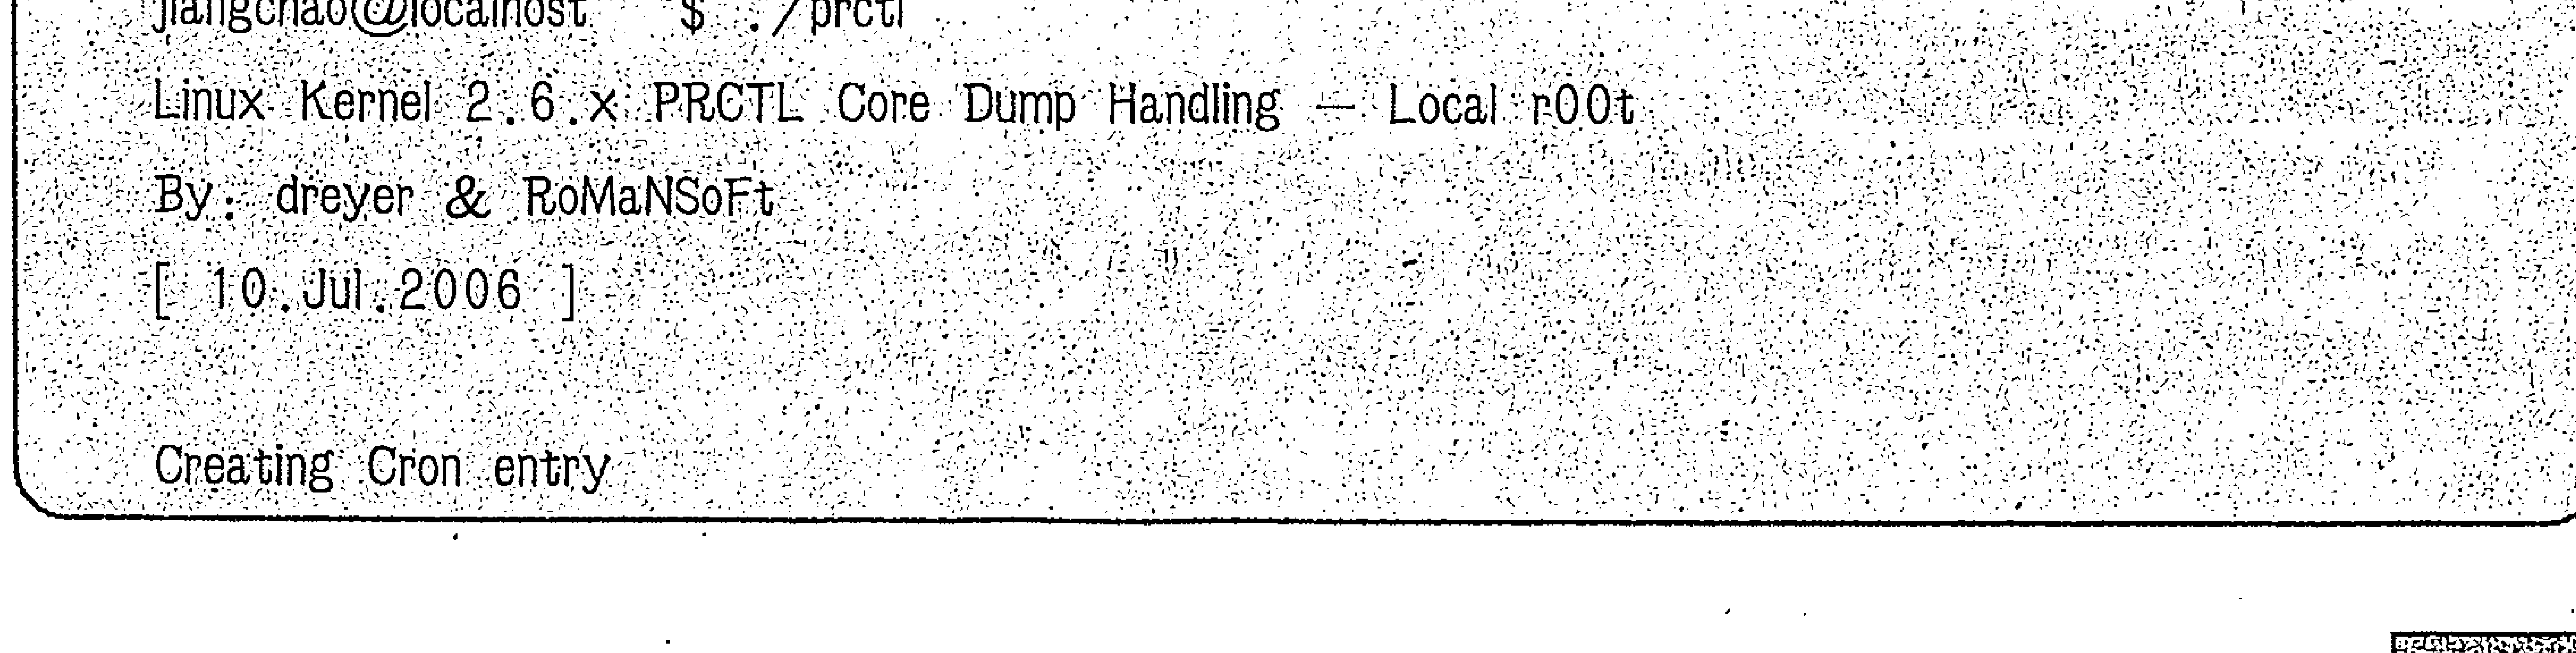 jiangchao@localhost $ ./prctl
Linux Kernel 2.6.x PRCTL Core Dump Handling — Local r00t
By: dreyer & RoMaNSoFt
[ 10.Jul.2006 ]
Creating Cron entry